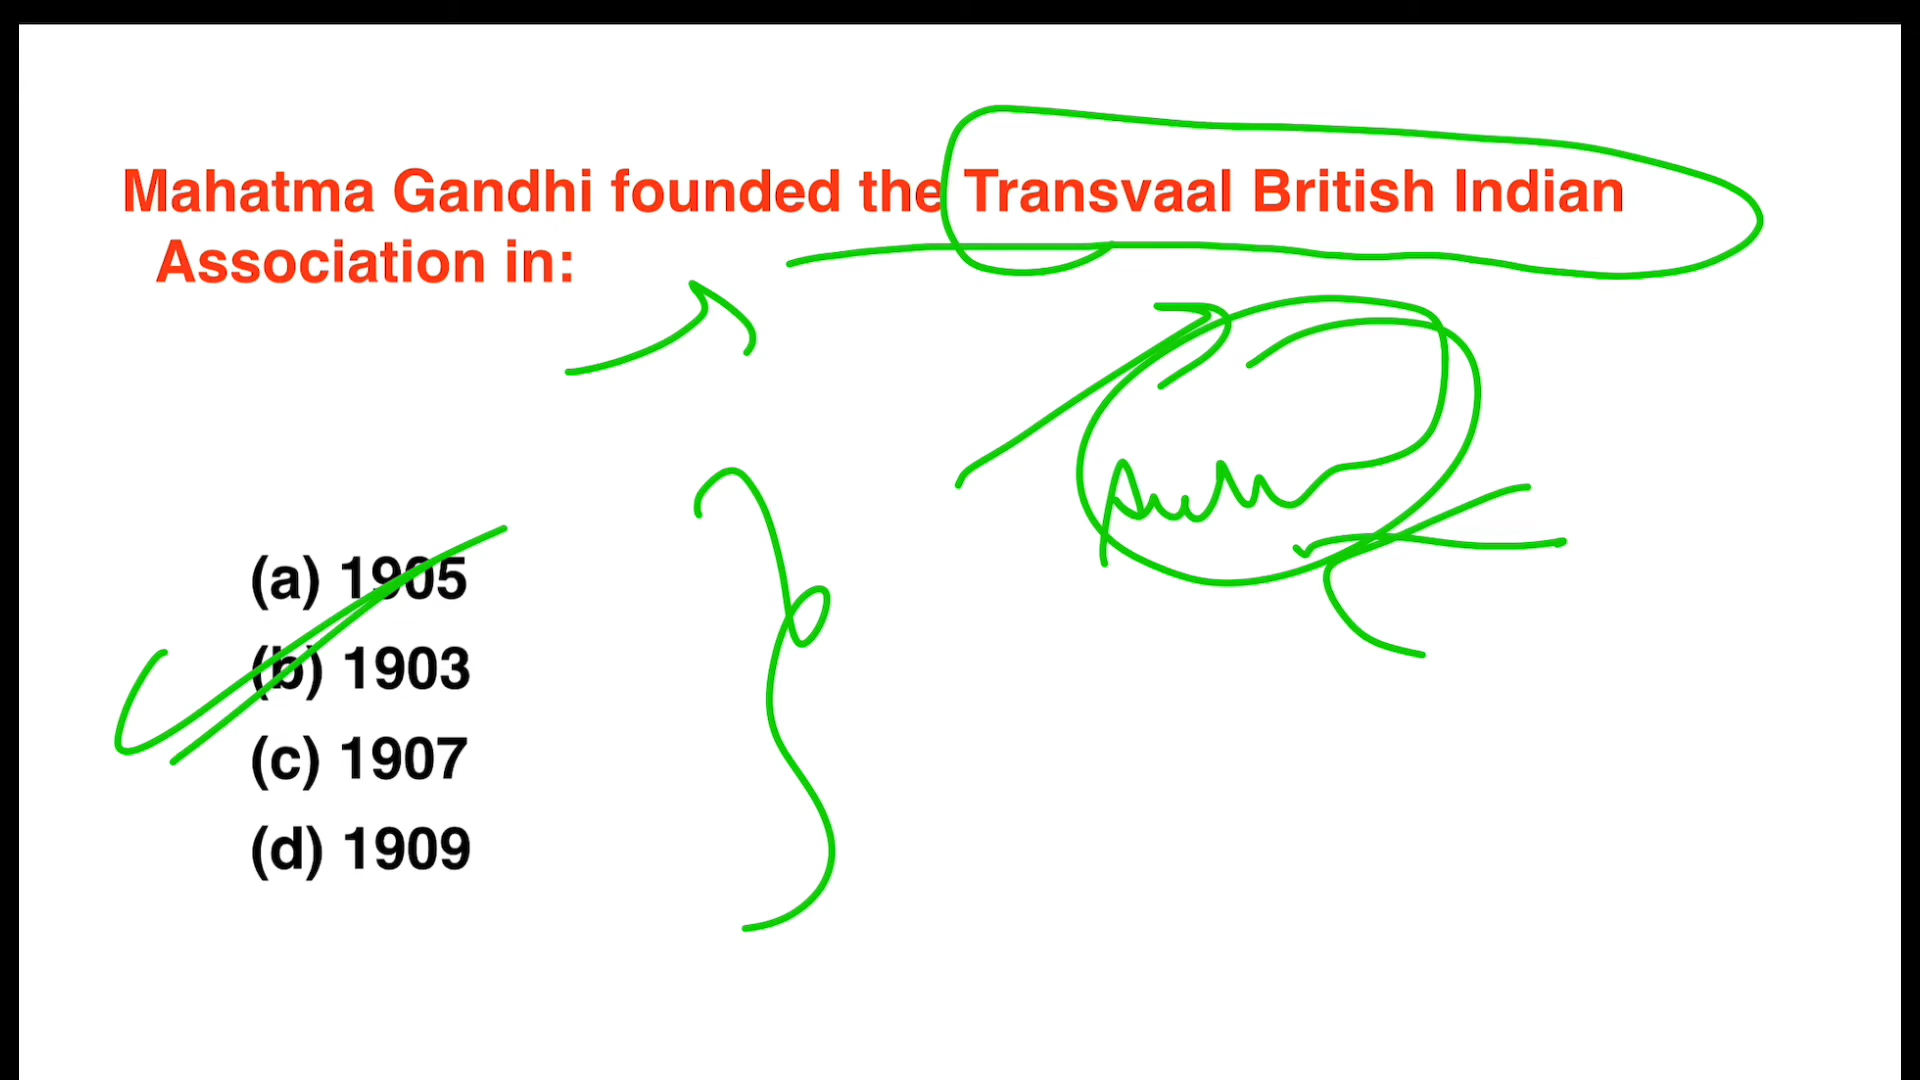 Mahatma Gandhi founded the Transvaal British Indian
Association in:
(a) 1905
(b) 1903
(c) 1907
(d) 1909